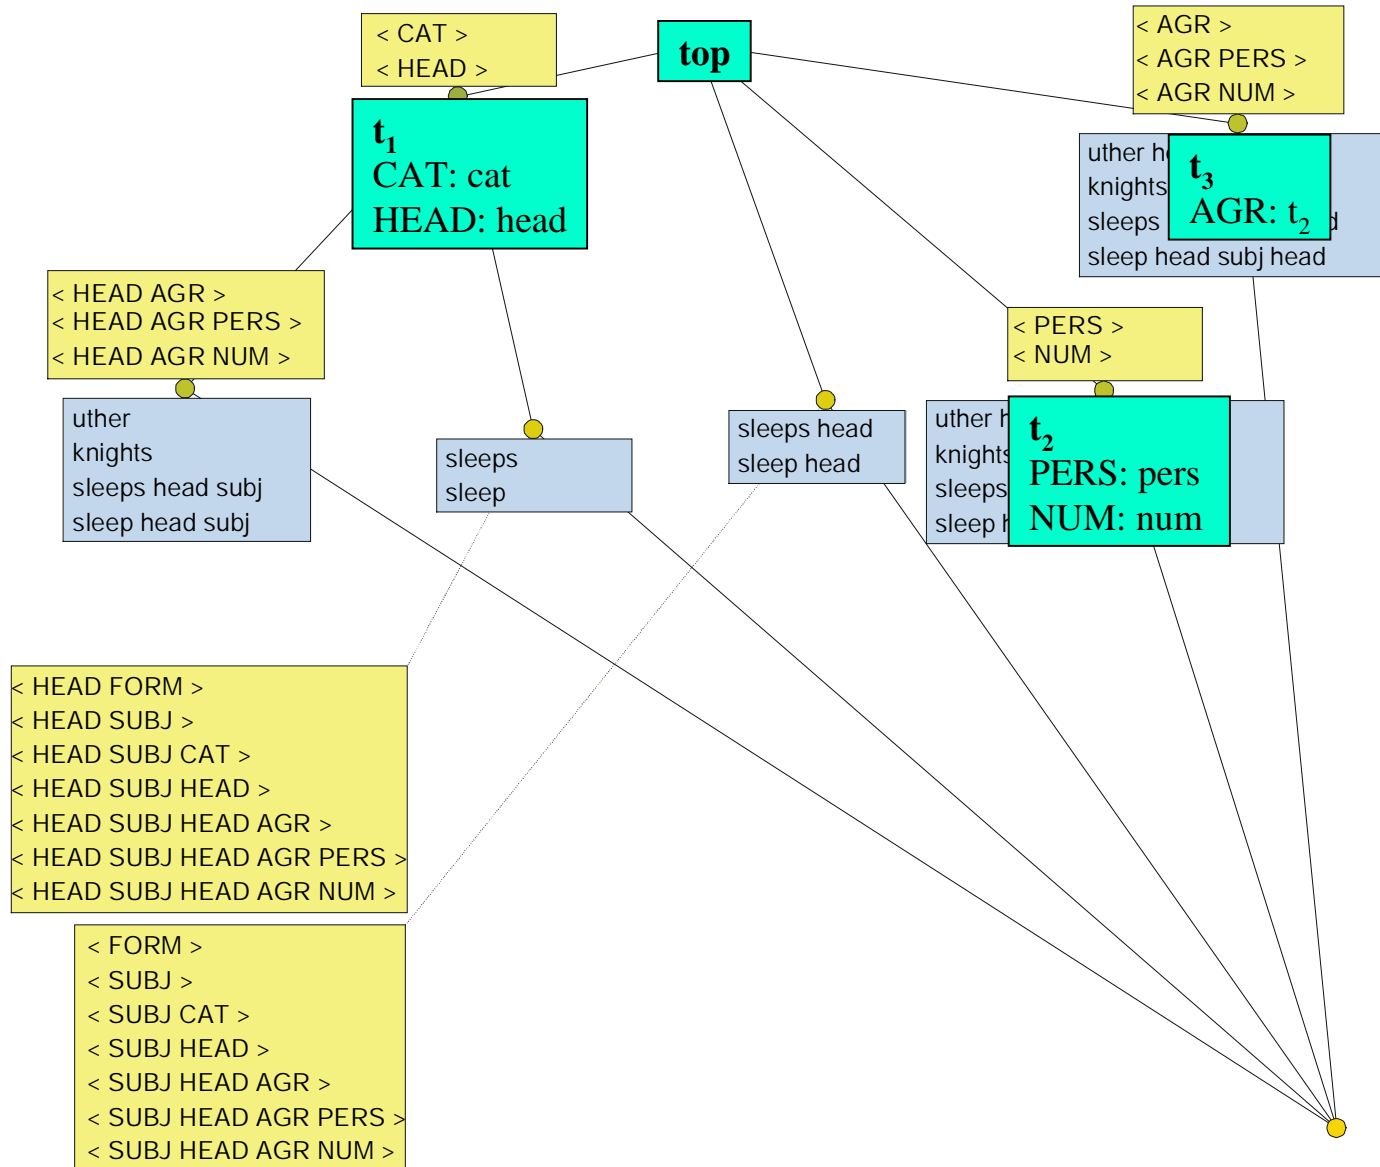 < CAT >
< HEAD >
top
< AGR >
< AGR PERS >
< AGR NUM >
t1
CAT: cat
HEAD: head
uther
knights
sleeps
sleep head subj head
t3
AGR: t2
< HEAD AGR >
< HEAD AGR PERS >
< HEAD AGR NUM >
< PERS >
< NUM >
uther
knights
sleeps head subj
sleep head subj
sleeps
sleep
sleeps head
sleep head
uther
knights
sleeps
sleep
t2
PERS: pers
NUM: num
< HEAD FORM >
< HEAD SUBJ >
< HEAD SUBJ CAT >
< HEAD SUBJ HEAD >
< HEAD SUBJ HEAD AGR >
< HEAD SUBJ HEAD AGR PERS >
< HEAD SUBJ HEAD AGR NUM >
< FORM >
< SUBJ >
< SUBJ CAT >
< SUBJ HEAD >
< SUBJ HEAD AGR >
< SUBJ HEAD AGR PERS >
< SUBJ HEAD AGR NUM >